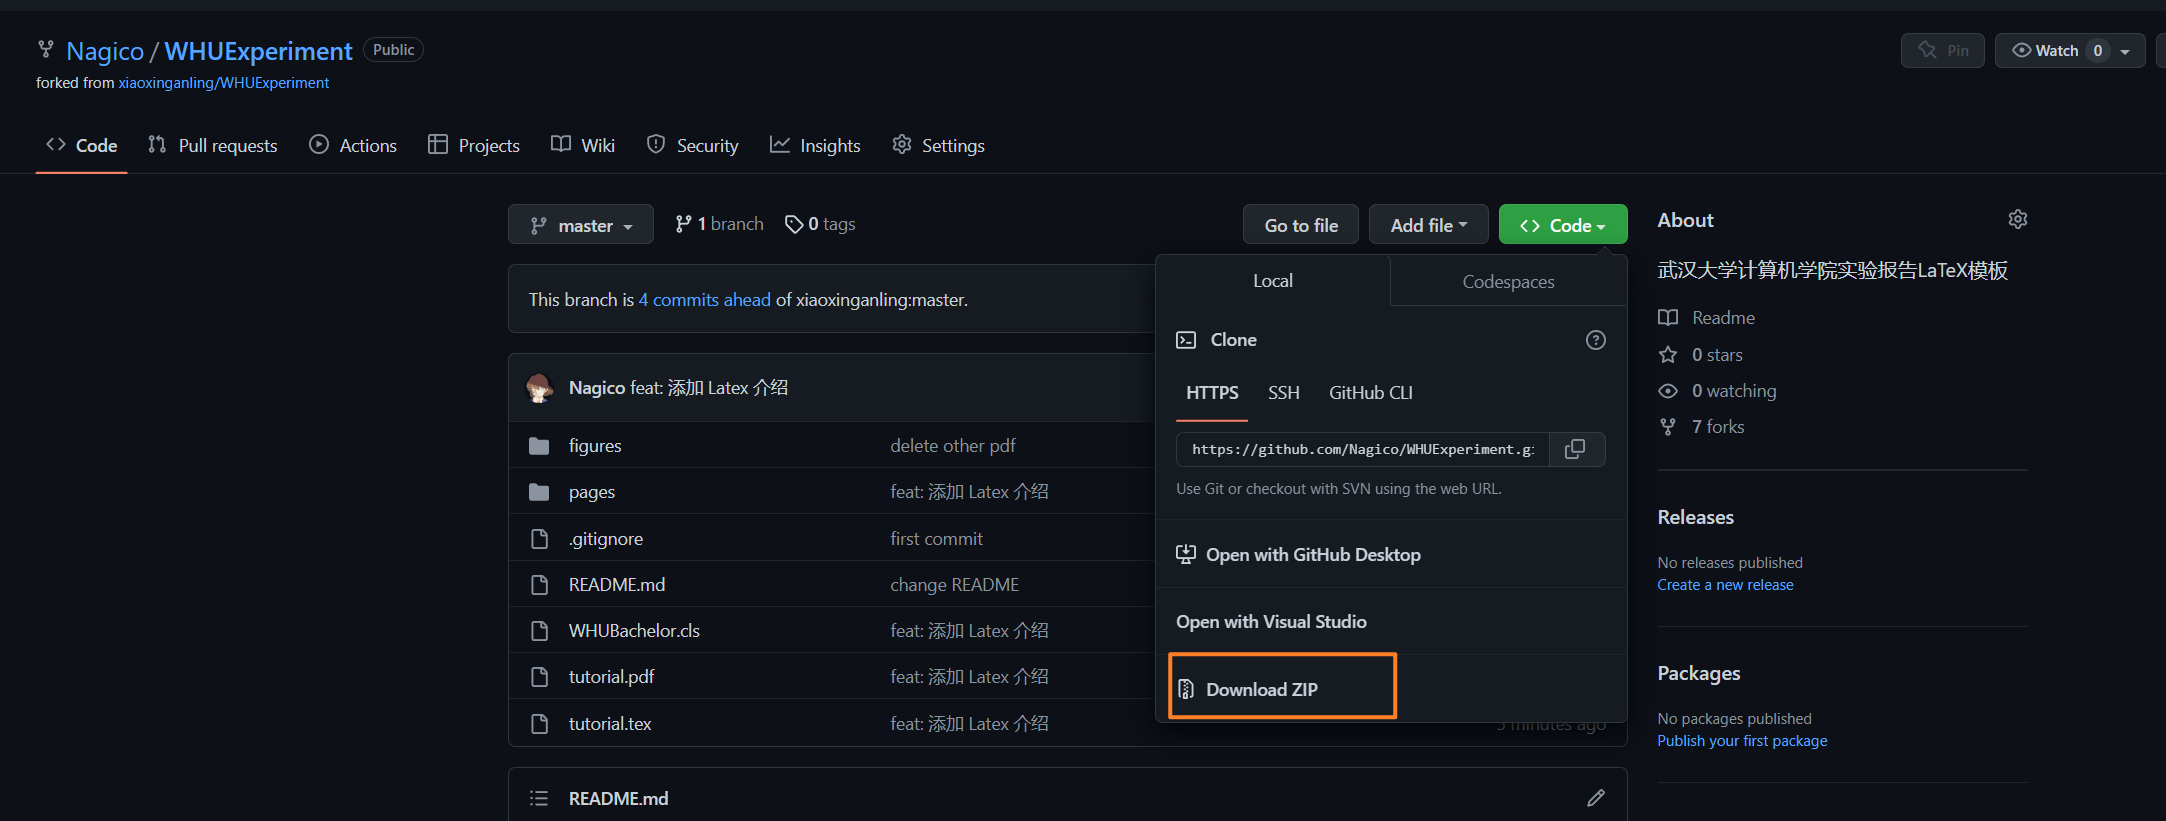 Nagico / WHUExperiment Public
Pin
Watch 0
forked from xiaoxinganling/WHUExperiment
Code
Pull requests
Actions
Projects
Wiki
Security
Insights
Settings
master
1 branch
0 tags
Go to file
Add file
Code
This branch is 4 commits ahead of xiaoxinganling:master.
Nagico feat: 添加 Latex 介绍
figures delete other pdf
pages feat: 添加 Latex 介绍
.gitignore first commit
README.md change README
WHUBachelor.cls feat: 添加 Latex 介绍
tutorial.pdf feat: 添加 Latex 介绍
tutorial.tex feat: 添加 Latex 介绍
5 minutes ago
README.md
Local
Codespaces
Clone
HTTPS SSH GitHub CLI
https://github.com/Nagico/WHUExperiment.gi
Use Git or checkout with SVN using the web URL.
Open with GitHub Desktop
Open with Visual Studio
Download ZIP
About
武汉大学计算机学院实验报告LaTeX模板
Readme
0 stars
0 watching
7 forks
Releases
No releases published
Create a new release
Packages
No packages published
Publish your first package